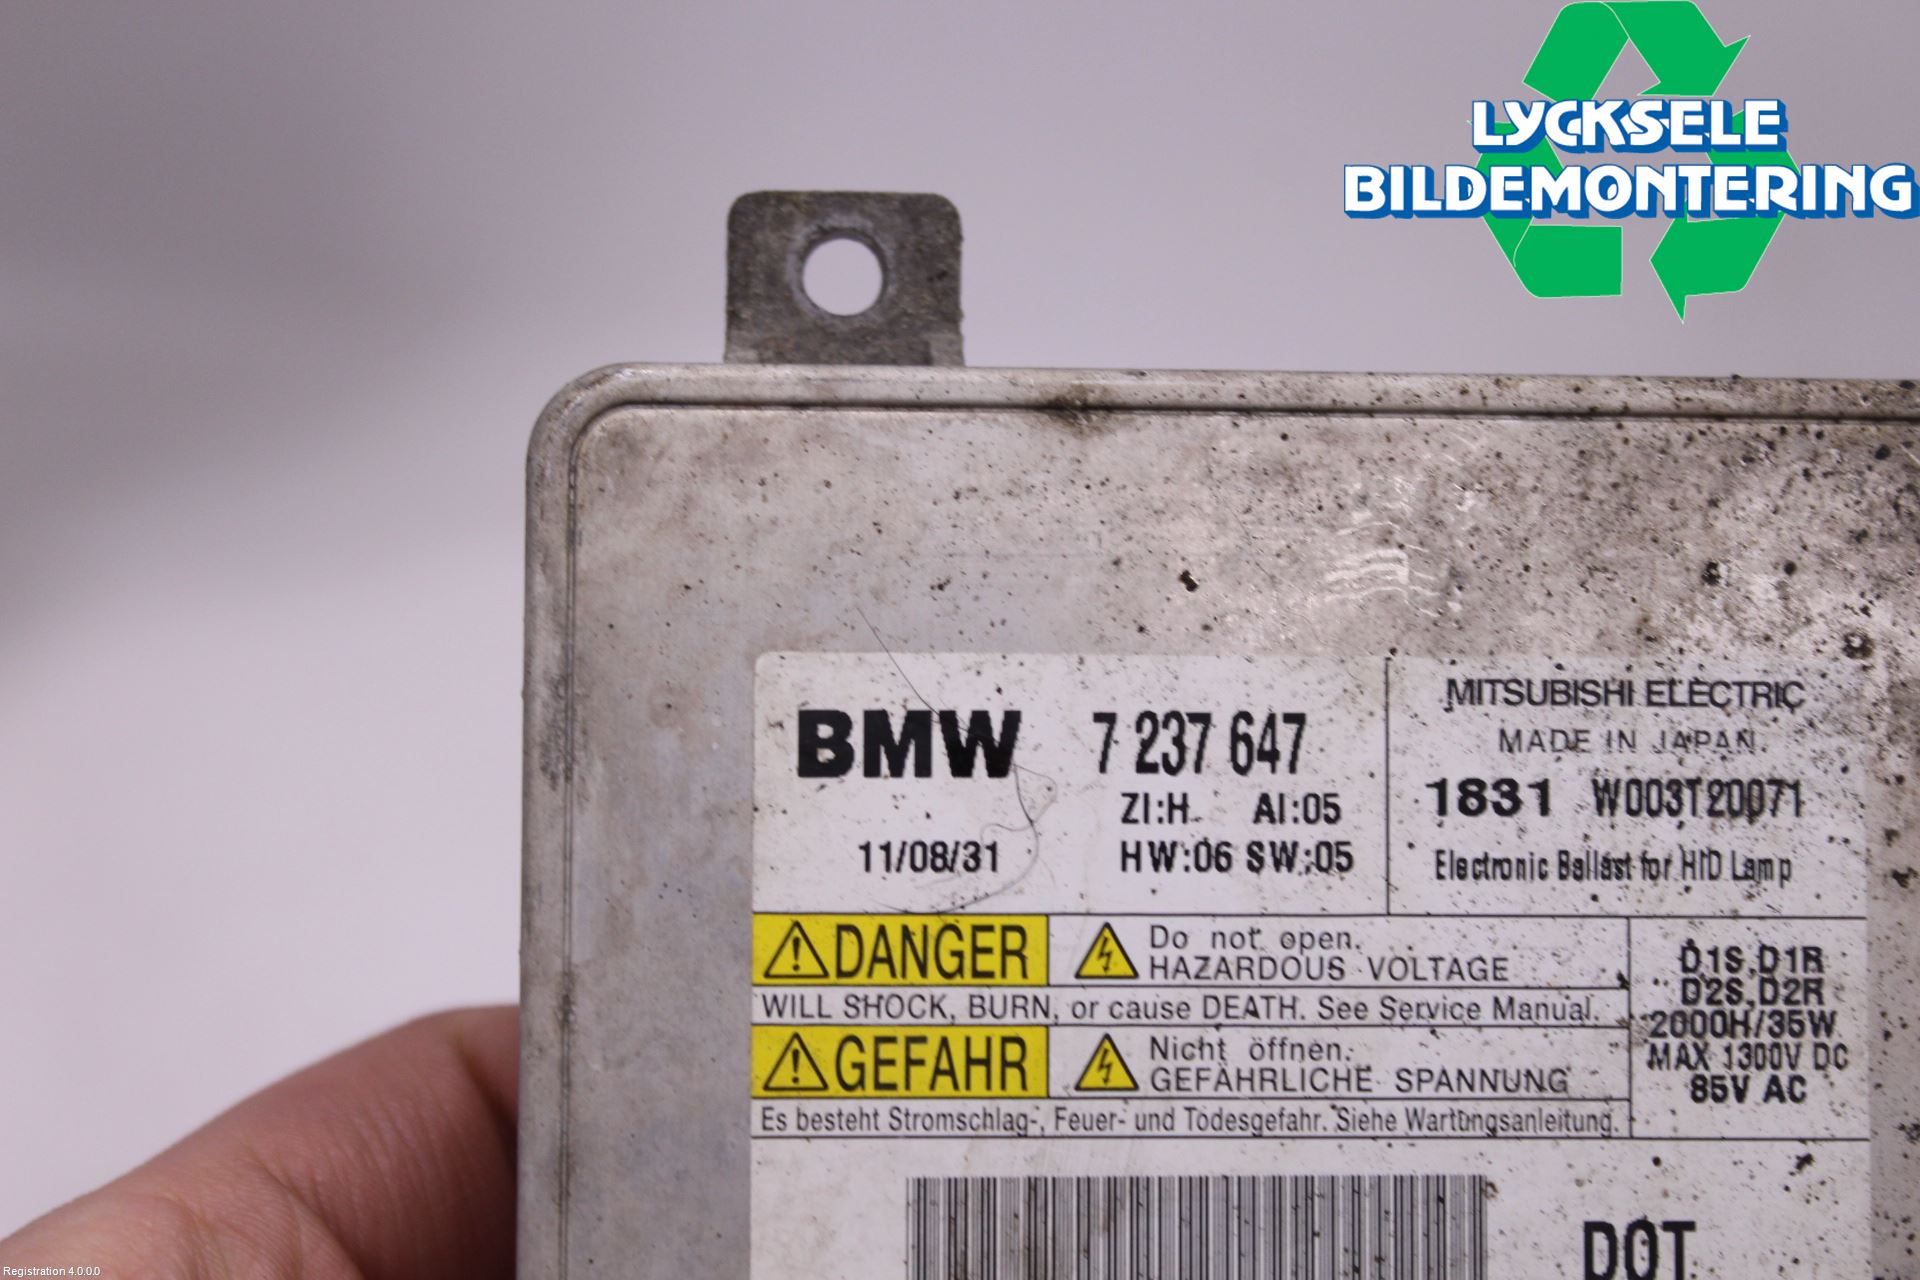 LYCKSELE
BILDEMONTERING
BMW 7 237 647
ZI:H AI:05
11/08/31 HW:06 SW:05
MITSUBISHI ELECTRIC
MADE IN JAPAN.
1831 W003T20071
Electronic Ballast for HID Lamp
DANGER
Do not open.
HAZARDOUS VOLTAGE
WILL SHOCK, BURN, or cause DEATH. See Service Manual.
GEFAHR
Nicht öffnen.
GEFÄHRLICHE SPANNUNG
Es besteht Stromschlag-, Feuer- und Todesgefahr. Siehe Wartungsanleitung.
D1S,D1R
D2S,D2R
2000H/35W
MAX 1300V DC
85V AC
DOT
Registration 4.0.0.0